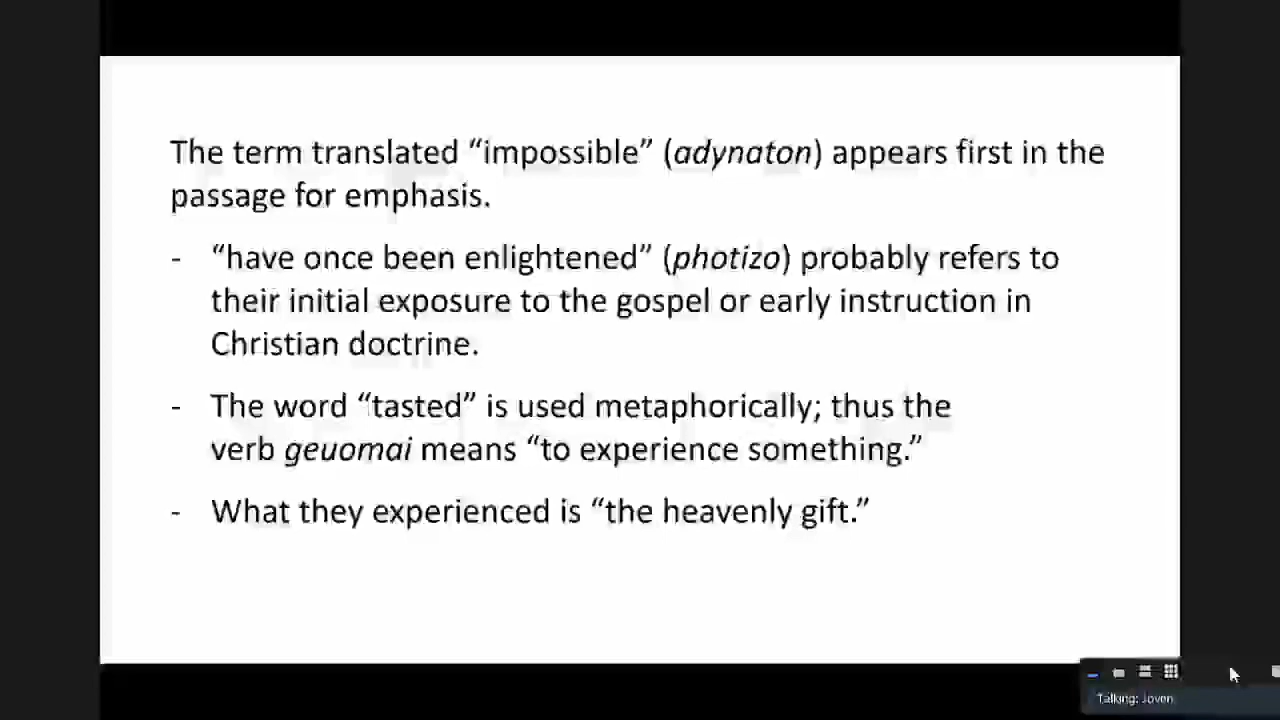 The term translated “impossible” (adynaton) appears first in the
passage for emphasis.
- “have once been enlightened” (photizo) probably refers to
their initial exposure to the gospel or early instruction in
Christian doctrine.
- The word “tasted” is used metaphorically; thus the
verb geuomai means “to experience something.”
- What they experienced is “the heavenly gift.”
Talking: Joven